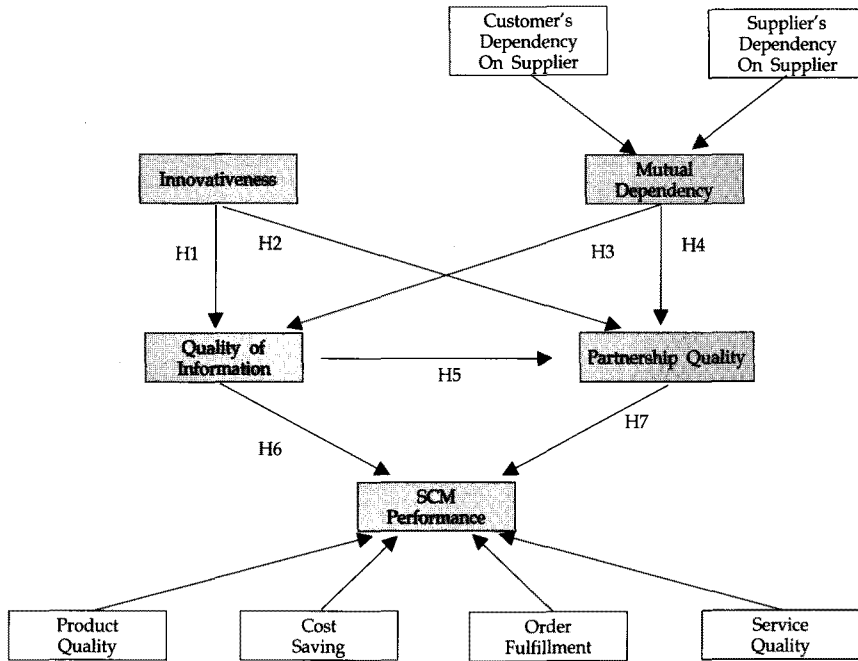 Customer's
Dependency
On Supplier
Supplier's
Dependency
On Supplier
Innovativeness
Mutual
Dependency
H1
H2
H3
H4
Quality of
Information
Partnership Quality
H5
H6
H7
SCM
Performance
Product
Quality
Cost
Saving
Order
Fulfillment
Service
Quality